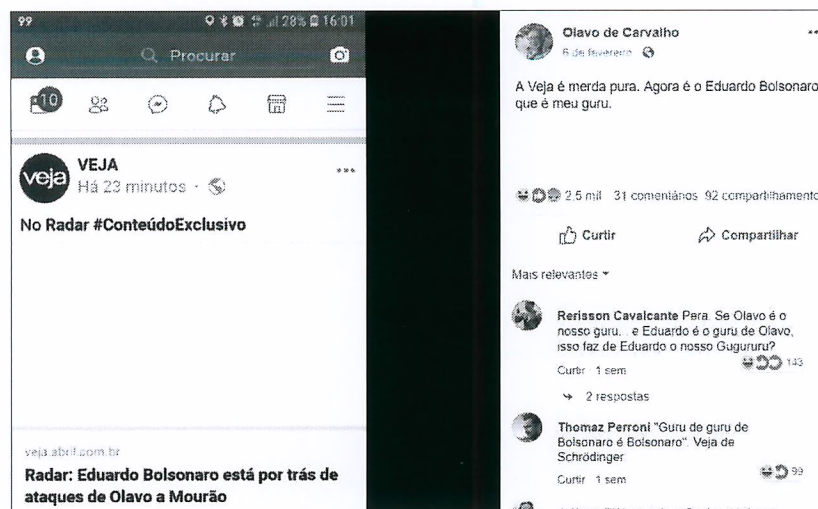 99
28% 16:01
Procurar
10
veja
VEJA
Há 23 minutos ·
No Radar #ConteúdoExclusivo
veja.abril.com.br
Radar: Eduardo Bolsonaro está por trás de
ataques de Olavo a Mourão
Olavo de Carvalho
6 de fevereiro
A Veja é merda pura. Agora é o Eduardo Bolsonaro
que é meu guru.
2,5 mil 31 comentários 92 compartilhamento
Curtir Compartilhar
Mais relevantes
Rerisson Cavalcante Pera. Se Olavo é o
nosso guru... e Eduardo é o guru de Olavo,
isso faz de Eduardo o nosso Gugururu?
Curtir · 1 sem 143
2 respostas
Thomaz Perroni "Guru de guru de
Bolsonaro é Bolsonaro". Veja de
Schrödinger
Curtir · 1 sem 99